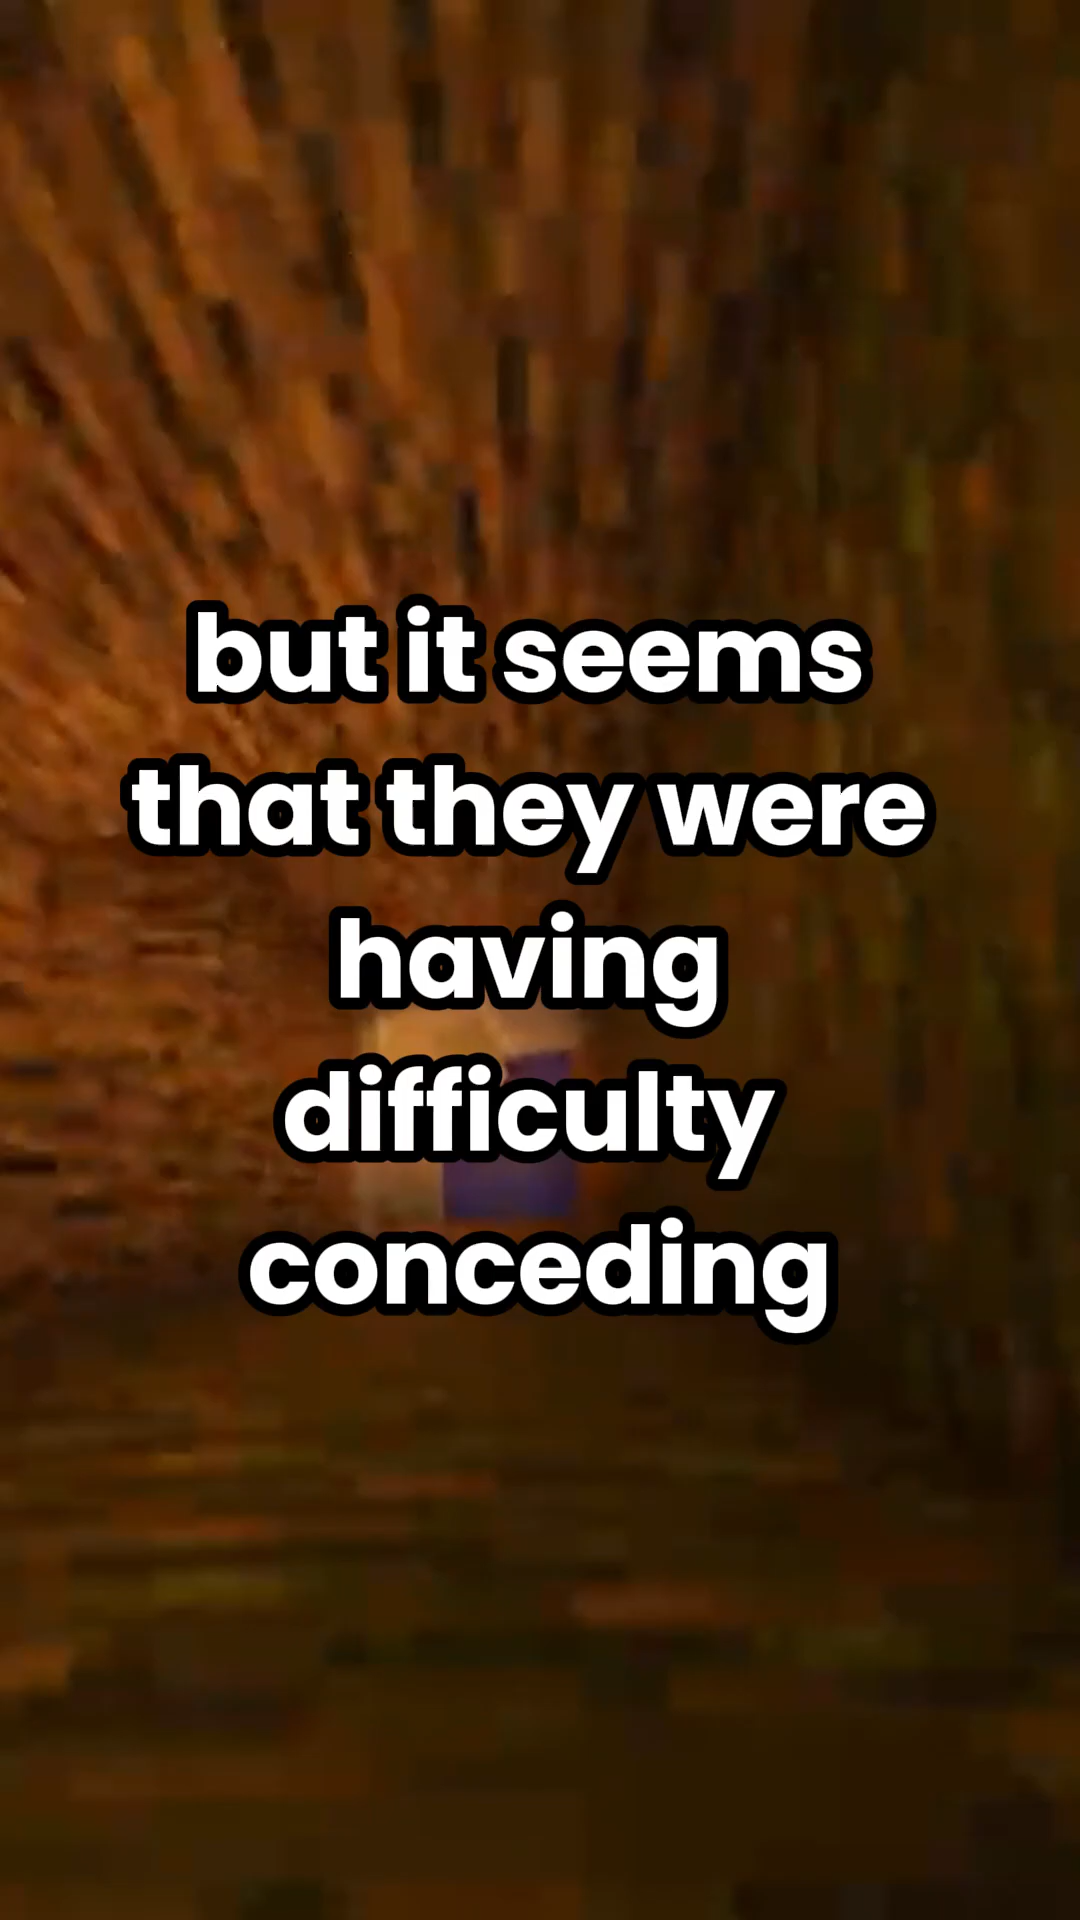 but it seems
that they were
having
difficulty
conceding